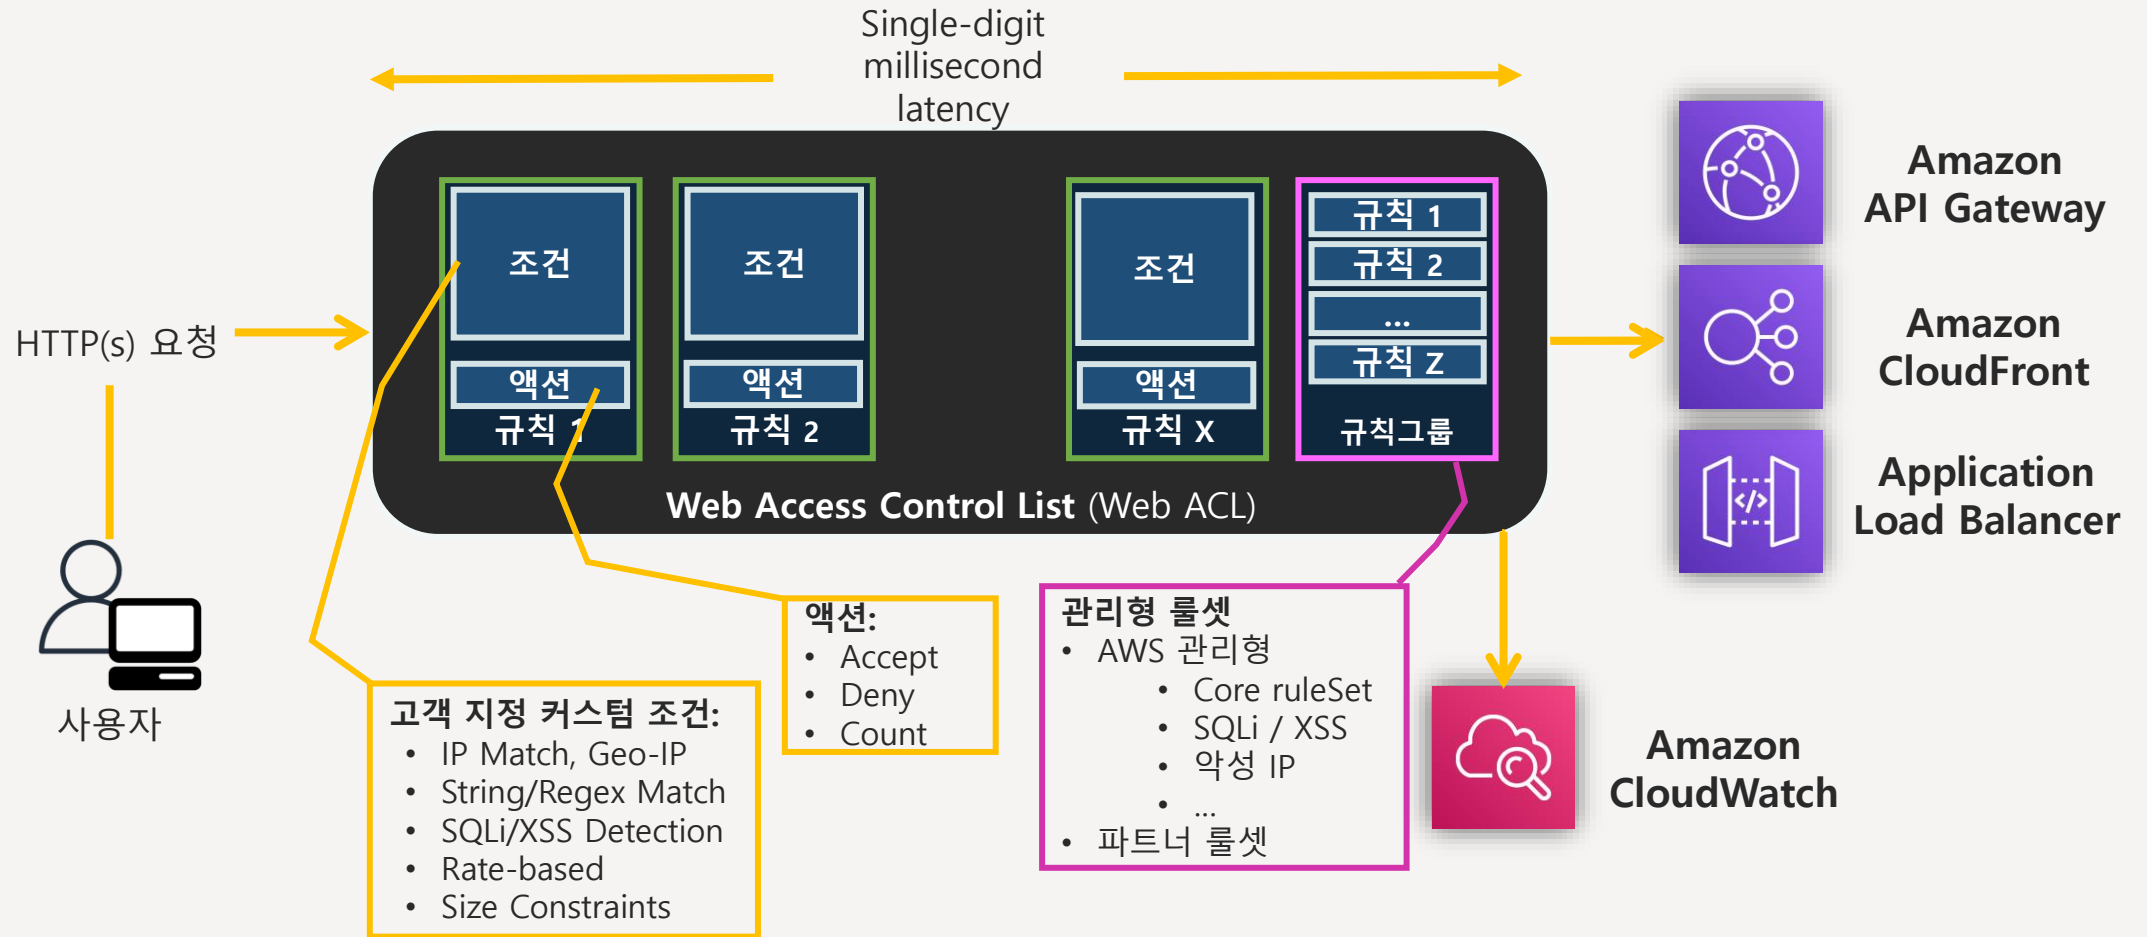 Single-digit
millisecond
latency
HTTP(s) 요청
사용자
조건
액션
규칙 1
조건
액션
규칙 2
조건
액션
규칙 X
규칙 1
규칙 2
...
규칙 Z
규칙그룹
Web Access Control List (Web ACL)
Amazon
API Gateway
Amazon
CloudFront
Application
Load Balancer
고객 지정 커스텀 조건:
• IP Match, Geo-IP
• String/Regex Match
• SQLi/XSS Detection
• Rate-based
• Size Constraints
액션:
• Accept
• Deny
• Count
관리형 룰셋
• AWS 관리형
• Core ruleSet
• SQLi / XSS
• 악성 IP
• ...
• 파트너 룰셋
Amazon
CloudWatch